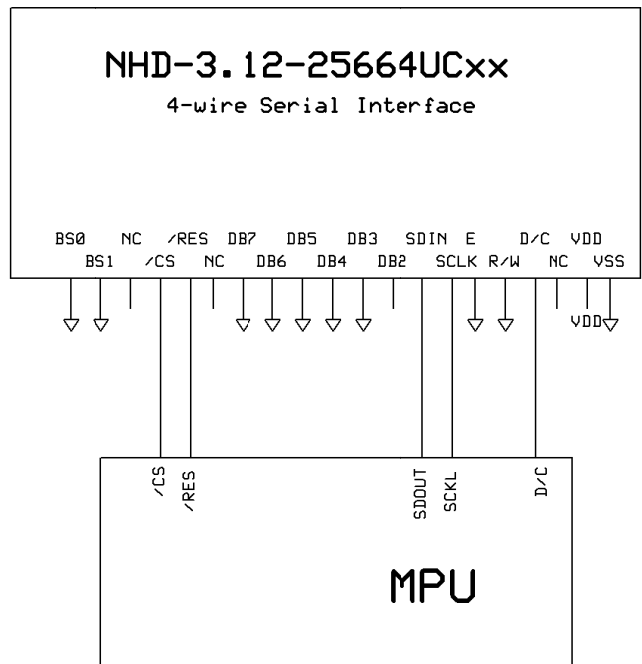 NHD-3.12-25664UCxx
4-wire Serial Interface
BS0 NC /RES DB7 DB5 DB3 SDIN E D/C VDD
BS1 /CS NC DB6 DB4 DB2 SCLK R/W NC VSS
VDD
/CS /RES SDOUT SCKL D/C
MPU